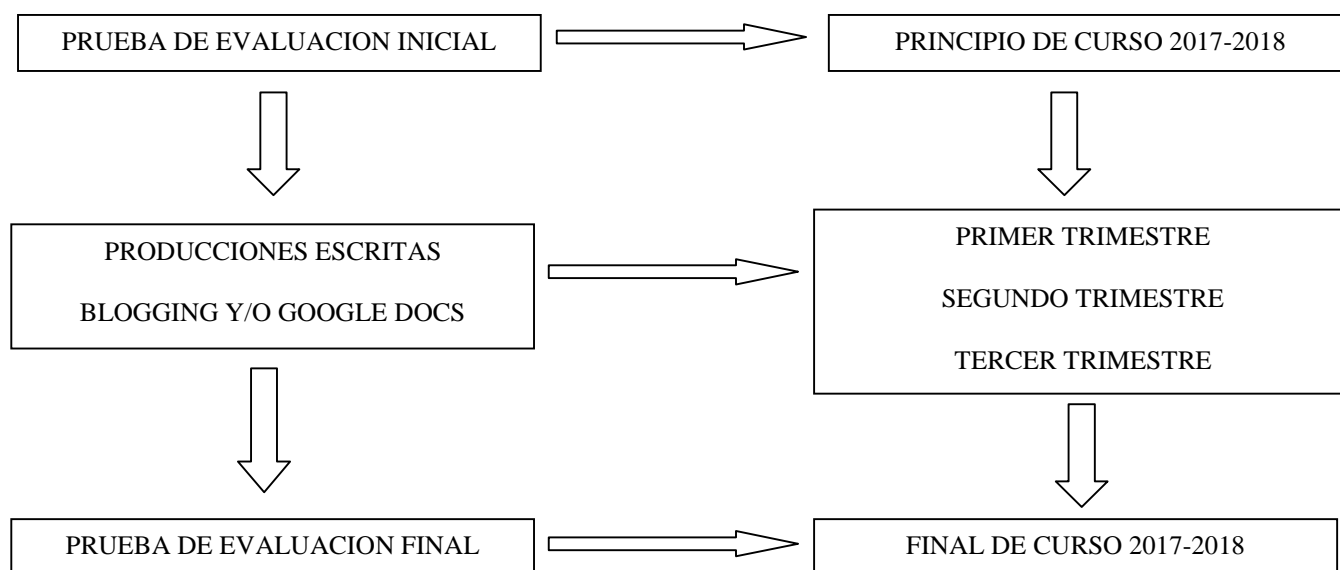 PRUEBA DE EVALUACION INICIAL
PRINCIPIO DE CURSO 2017-2018
PRODUCCIONES ESCRITAS
BLOGGING Y/O GOOGLE DOCS
PRIMER TRIMESTRE
SEGUNDO TRIMESTRE
TERCER TRIMESTRE
PRUEBA DE EVALUACION FINAL
FINAL DE CURSO 2017-2018